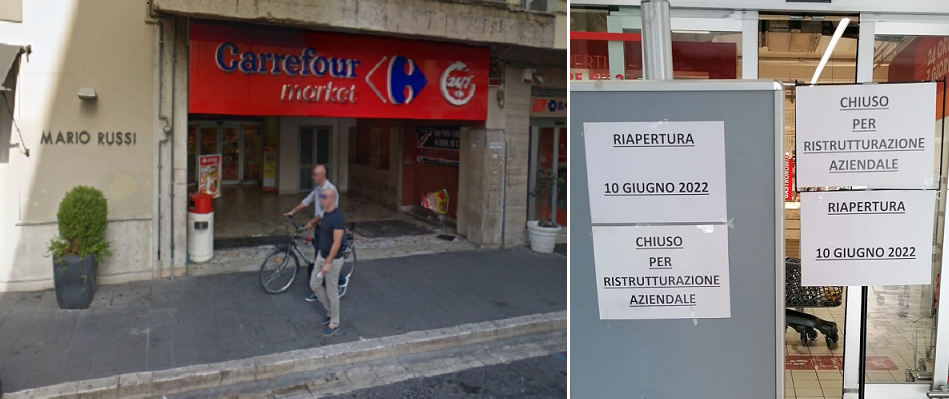 Carrefour
market
24/7
MARIO RUSSI
RIAPERTURA
10 GIUGNO 2022
CHIUSO
PER
RISTRUTTURAZIONE
AZIENDALE
CHIUSO
PER
RISTRUTTURAZIONE
AZIENDALE
RIAPERTURA
10 GIUGNO 2022